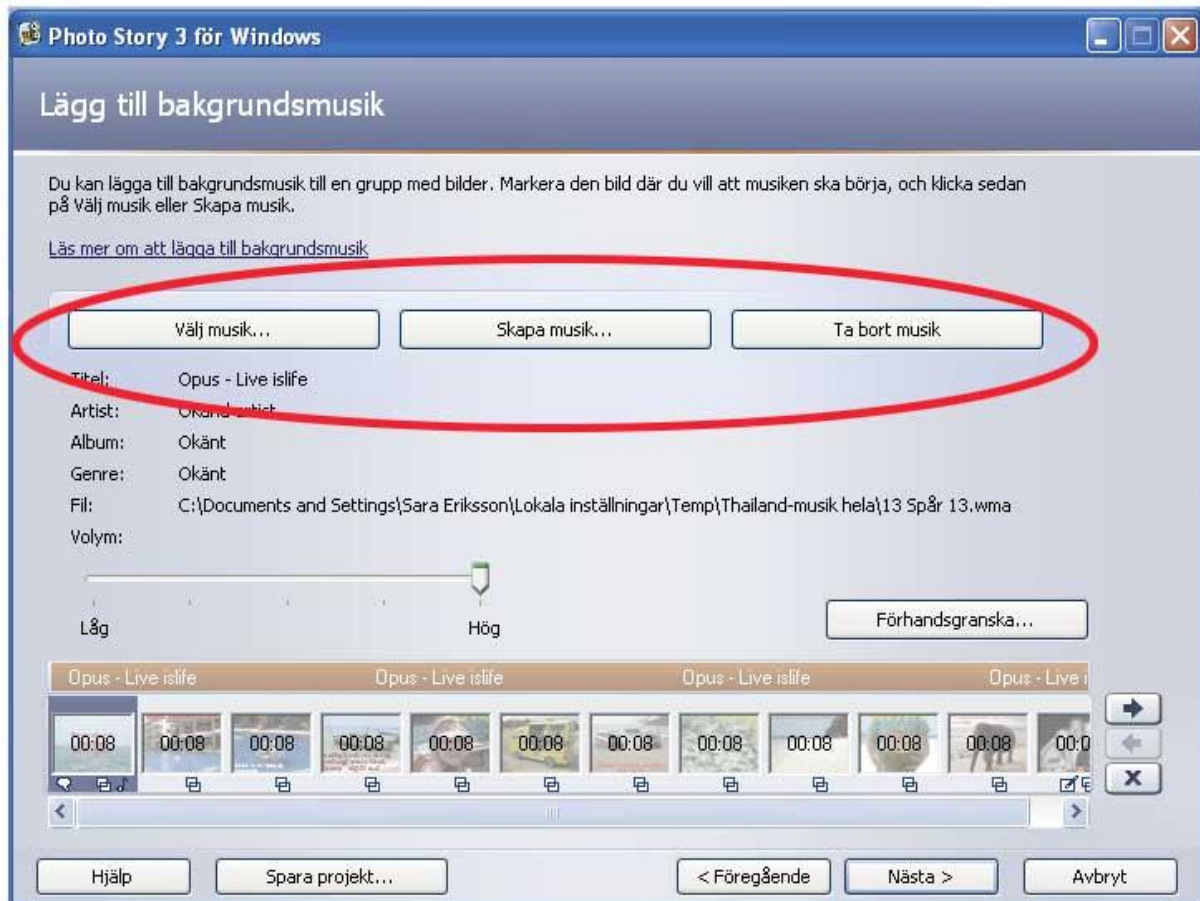 Photo Story 3 för Windows
Lägg till bakgrundsmusik
Du kan lägga till bakgrundsmusik till en grupp med bilder. Markera den bild där du vill att musiken ska börja, och klicka sedan
på Välj musik eller Skapa musik.
Läs mer om att lägga till bakgrundsmusik
Välj musik... Skapa musik... Ta bort musik
Titel: Opus - Live islife
Artist: Okänd artist
Album: Okänt
Genre: Okänt
Fil: C:\Documents and Settings\Sara Eriksson\Lokala inställningar\Temp\Thailand-musik hela\13 Spår 13.wma
Volym:
Låg Hög Förhandsgranska...
Opus - Live islife Opus - Live islife Opus - Live islife Opus - Live i
00:08 00:08 00:08 00:08 00:08 00:08 00:08 00:08 00:08 00:08 00:08 00:0
Hjälp Spara projekt... < Föregående Nästa > Avbryt